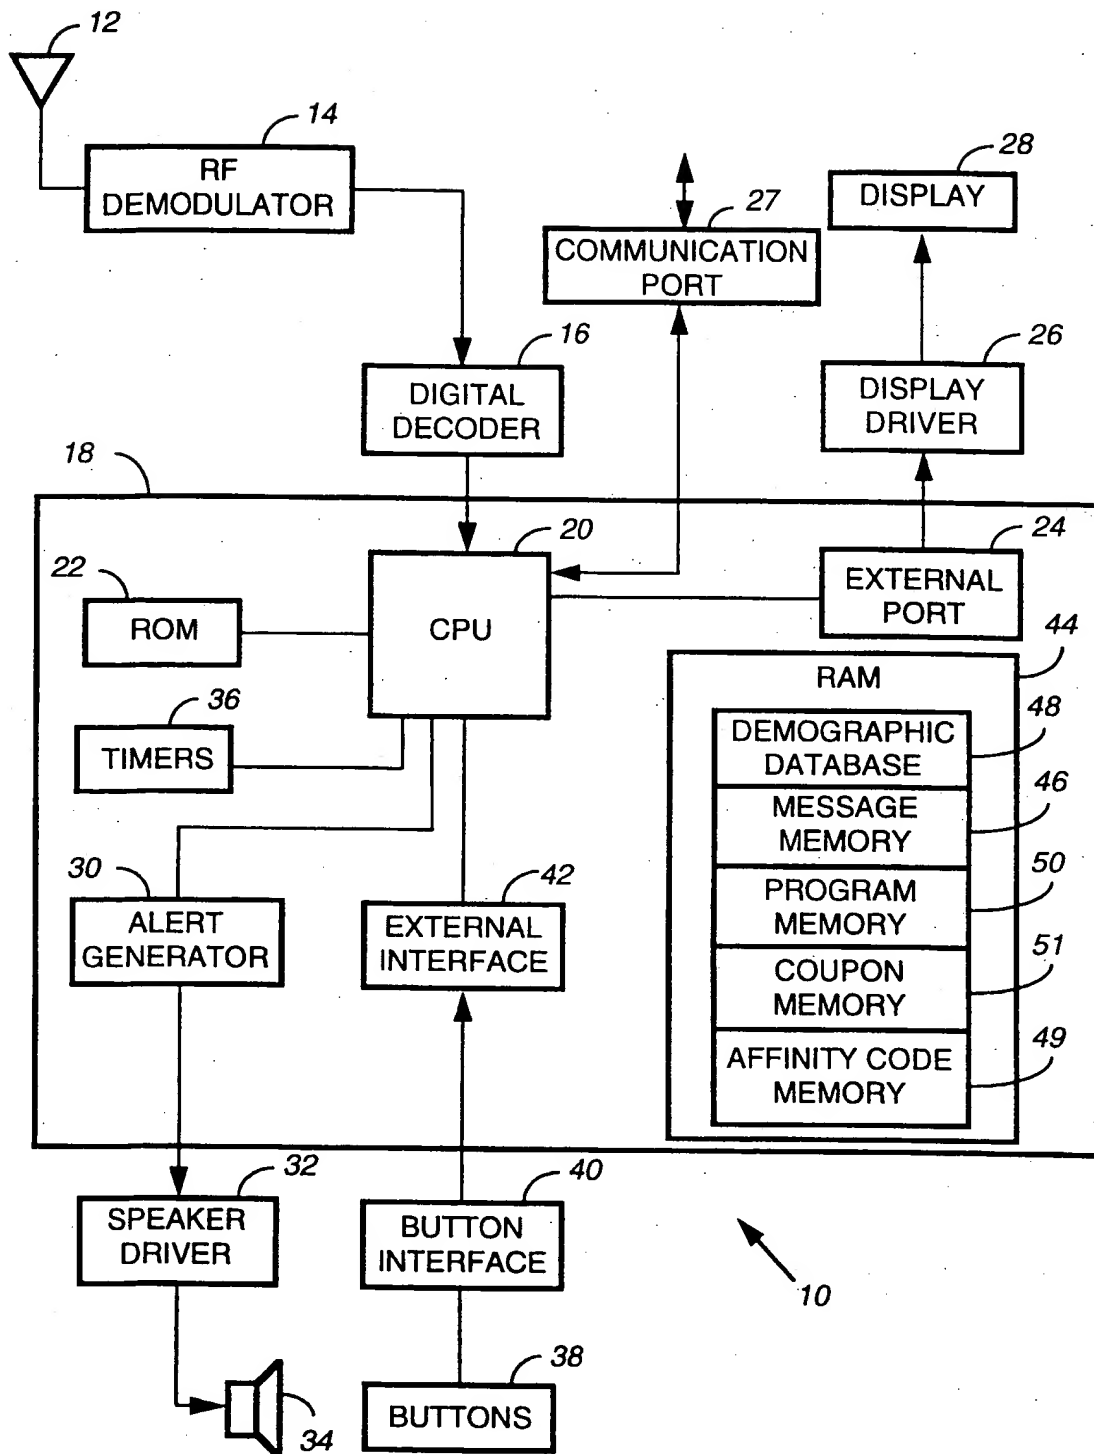 12
14
RF
DEMODULATOR
28
DISPLAY
27
COMMUNICATION
PORT
16
DIGITAL
DECODER
26
DISPLAY
DRIVER
18
20
CPU
24
EXTERNAL
PORT
22
ROM
44
RAM
36
TIMERS
48
DEMOGRAPHIC
DATABASE
46
MESSAGE
MEMORY
30
ALERT
GENERATOR
42
EXTERNAL
INTERFACE
50
PROGRAM
MEMORY
51
COUPON
MEMORY
49
AFFINITY CODE
MEMORY
32
SPEAKER
DRIVER
40
BUTTON
INTERFACE
10
34
38
BUTTONS